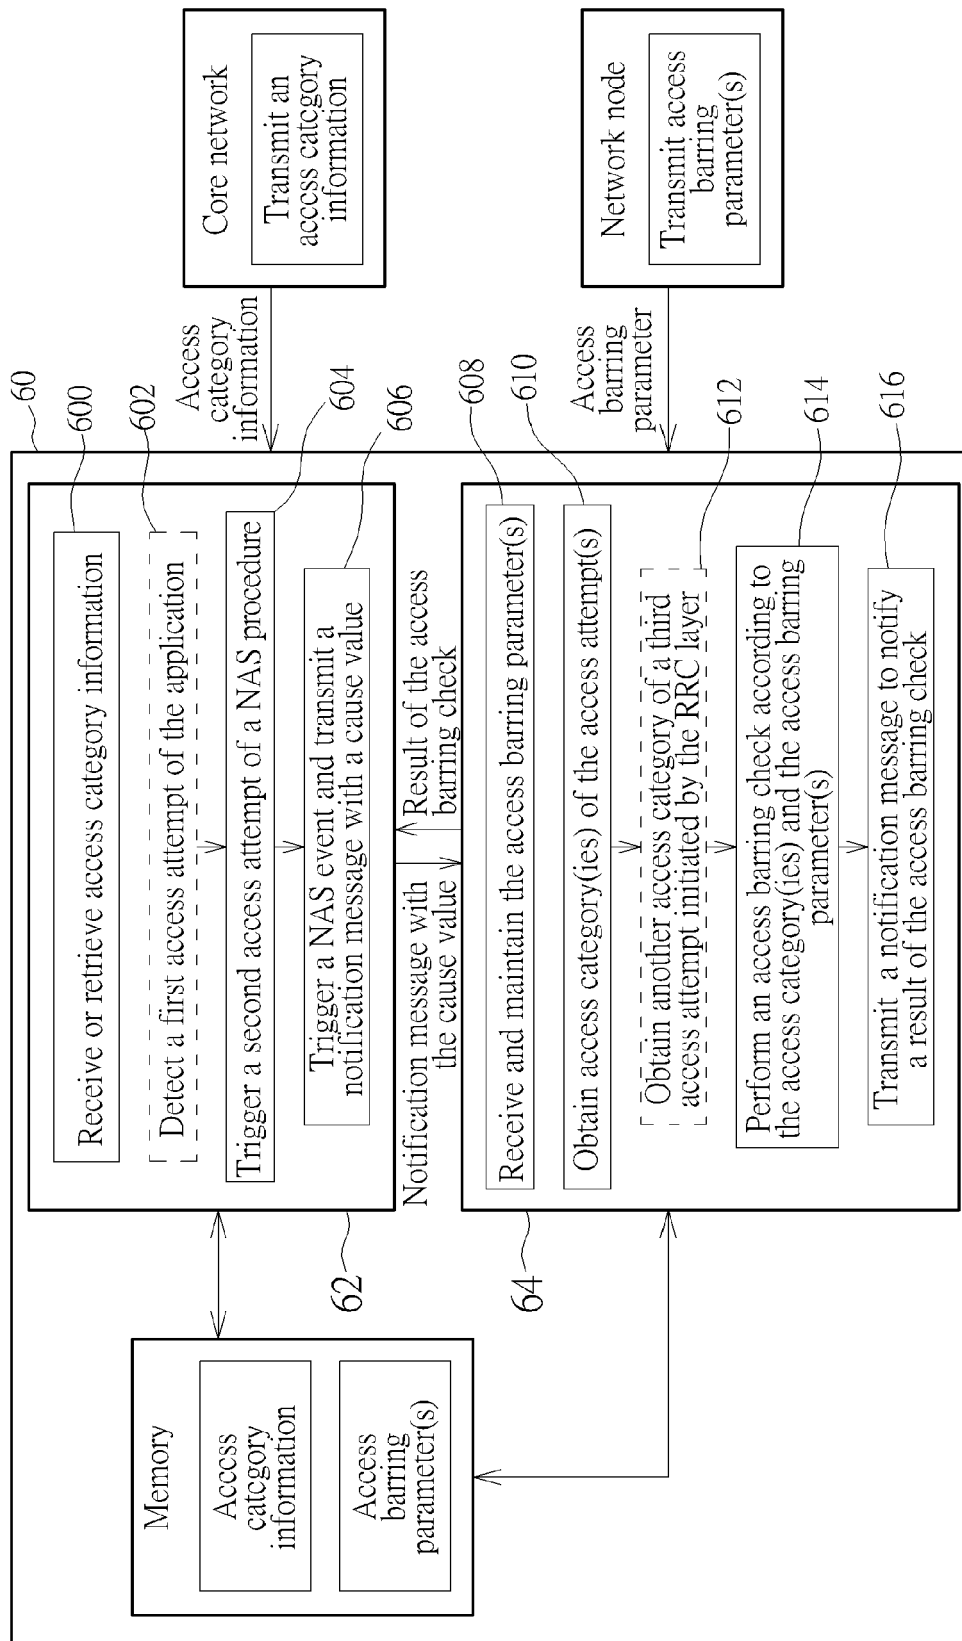 60
Memory
Access
category
information
Access
barring
parameter(s)
62
Receive or retrieve access category information
600
Detect a first access attempt of the application
602
Trigger a second access attempt of a NAS procedure
604
Trigger a NAS event and transmit a
notification message with a cause value
606
Notification message with
the cause value
Result of the access
barring check
64
Receive and maintain the access barring parameter(s)
608
Obtain access category(ies) of the access attempt(s)
610
Obtain another access category of a third
access attempt initiated by the RRC layer
612
Perform an access barring check according to
the access category(ies) and the access barring
parameter(s)
614
Transmit a notification message to notify
a result of the access barring check
616
Access
category
information
Core network
Transmit an
access category
information
Access
barring
parameter
Network node
Transmit access
barring
parameter(s)